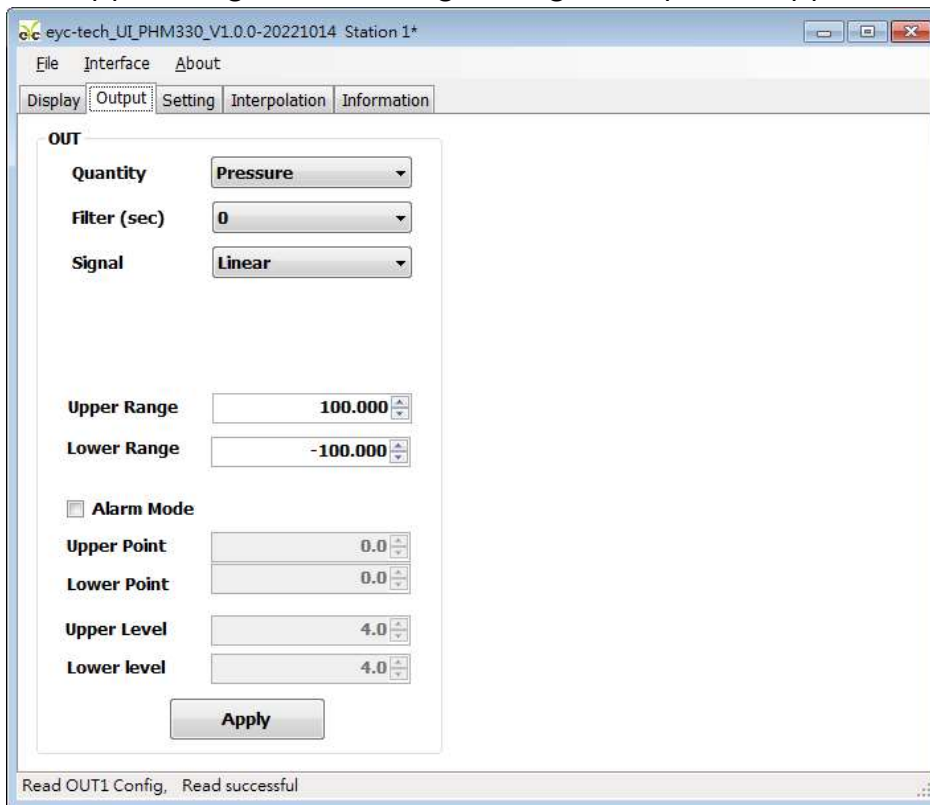 eyc eyc-tech_UI_PHM330_V1.0.0-20221014 Station 1*
File Interface About
Display Output Setting Interpolation Information
OUT
Quantity Pressure
Filter (sec) 0
Signal Linear
Upper Range 100.000
Lower Range -100.000
Alarm Mode
Upper Point 0.0
Lower Point 0.0
Upper Level 4.0
Lower level 4.0
Apply
Read OUT1 Config, Read successful